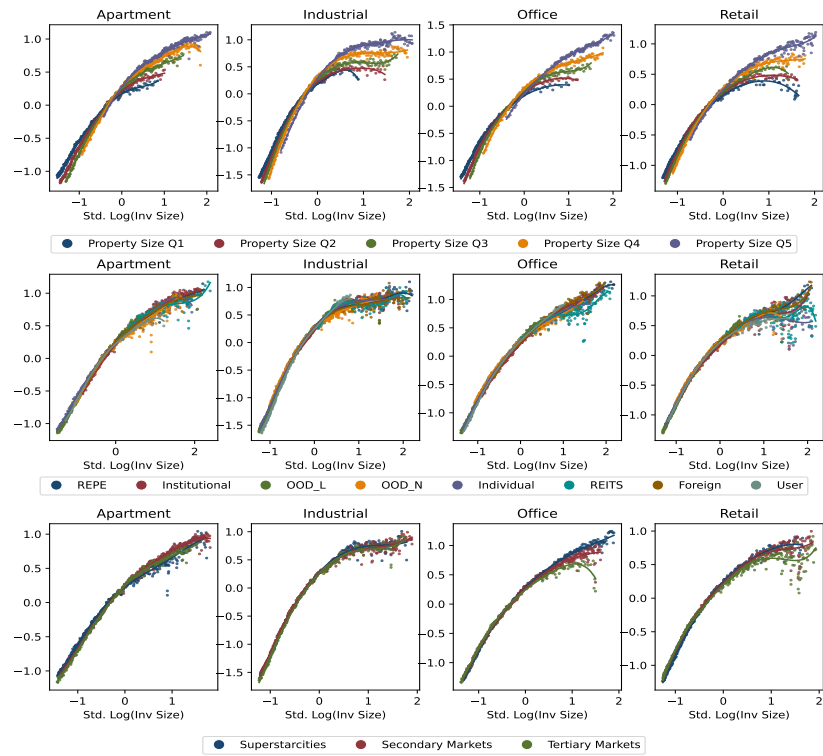 Apartment Industrial Office Retail
1.0 0.5 0.0 −0.5 −1.0
1.0 0.5 0.0 −0.5 −1.0 −1.5
1.5 1.0 0.5 0.0 −0.5 −1.0 −1.5
1.0 0.5 0.0 −0.5 −1.0
−1 0 1 2 −1 0 1 2 −1 0 1 2 −1 0 1 2
Std. Log(Inv Size) Std. Log(Inv Size) Std. Log(Inv Size) Std. Log(Inv Size)
Property Size Q1 Property Size Q2 Property Size Q3 Property Size Q4 Property Size Q5
Apartment Industrial Office Retail
1.0 0.5 0.0 −0.5 −1.0
1.0 0.5 0.0 −0.5 −1.0 −1.5
1.0 0.5 0.0 −0.5 −1.0
1.0 0.5 0.0 −0.5 −1.0
0 2 −1 0 1 2 −1 0 1 2 −1 0 1 2
Std. Log(Inv Size) Std. Log(Inv Size) Std. Log(Inv Size) Std. Log(Inv Size)
REPE Institutional OOD_L OOD_N Individual REITS Foreign User
Apartment Industrial Office Retail
1.0 0.5 0.0 −0.5 −1.0
1.0 0.5 0.0 −0.5 −1.0 −1.5
1.0 0.5 0.0 −0.5 −1.0
1.0 0.5 0.0 −0.5 −1.0
−1 0 1 −1 0 1 2 −1 0 1 2 −1 0 1 2
Std. Log(Inv Size) Std. Log(Inv Size) Std. Log(Inv Size) Std. Log(Inv Size)
Superstarcities Secondary Markets Tertiary Markets